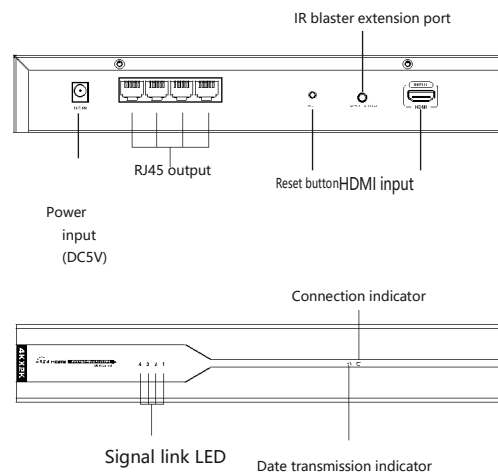 IR blaster extension port
HDMI
RJ45 output
Reset button
HDMI input
Power
input
(DC5V)
Connection indicator
4KX2K
4 3 2 1
Signal link LED
Date transmission indicator